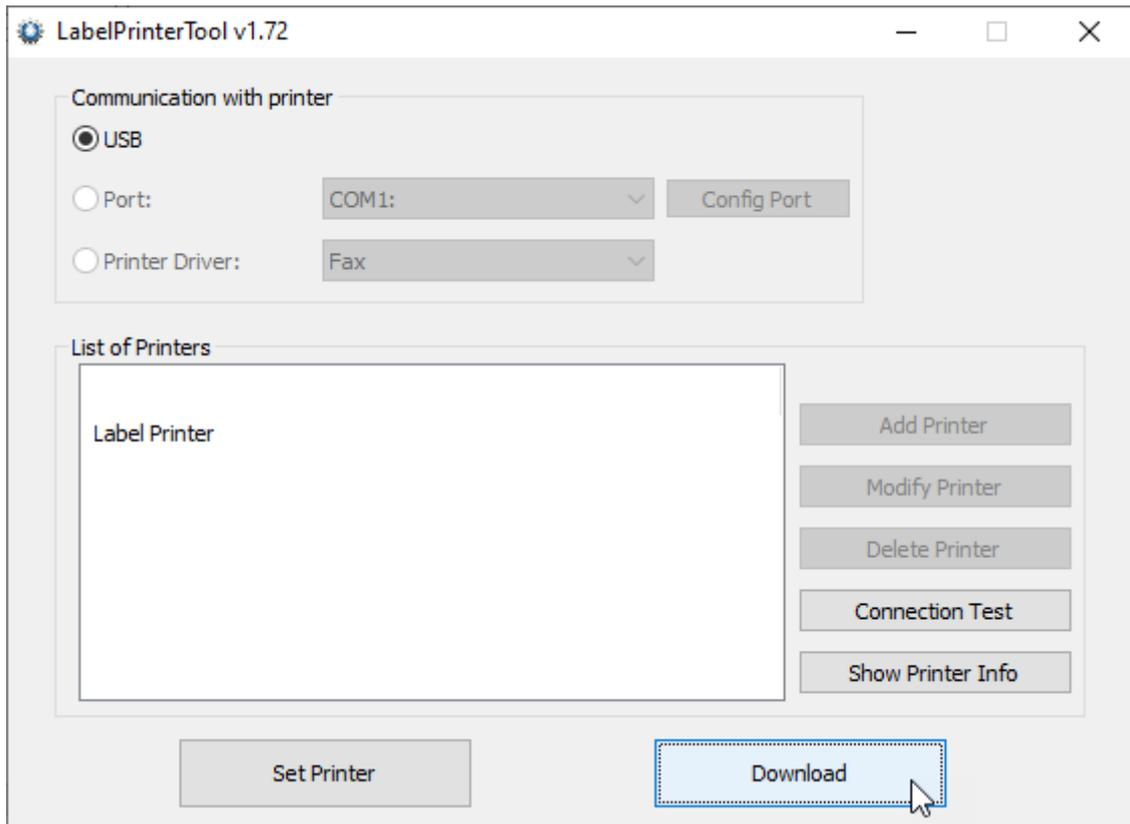 LabelPrinterTool v1.72
Communication with printer
USB
Port:
COM1:
Config Port
Printer Driver:
Fax
List of Printers
Label Printer
Add Printer
Modify Printer
Delete Printer
Connection Test
Show Printer Info
Set Printer
Download